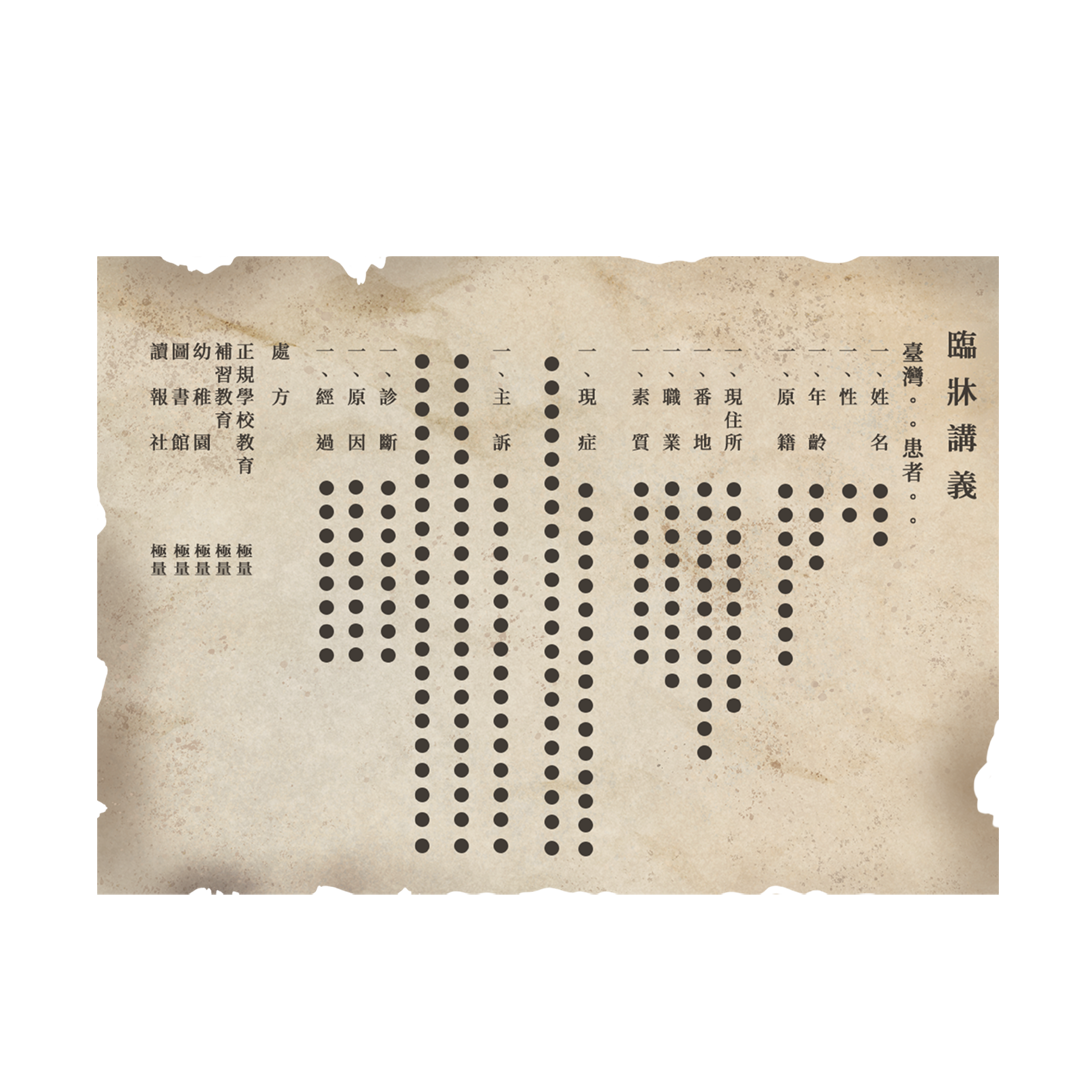 臨牀講義
臺灣。。患者。。
一、姓名●●●
一、性●●
一、年齡●●●●
一、原籍●●●●●●●●
一、現住所●●●●●●●●●●
一、番地●●●●●●●●●●●●
一、職業●●●●●●●●●
一、素質●●●●●●●●
一、現症●●●●●●●●●●●●●●●●
●●●●●●●●●●●●●●●●●●●●●
一、主訴●●●●●●●●●●●●●●●●
●●●●●●●●●●●●●●●●●●●●●
●●●●●●●●●●●●●●●●●●●●●
一、診斷●●●●●●●●
一、原因●●●●●●●●
一、經過●●●●●●●●
處方
正規學校教育 極量
補習教育 極量
幼稚園 極量
圖書館 極量
讀報社 極量